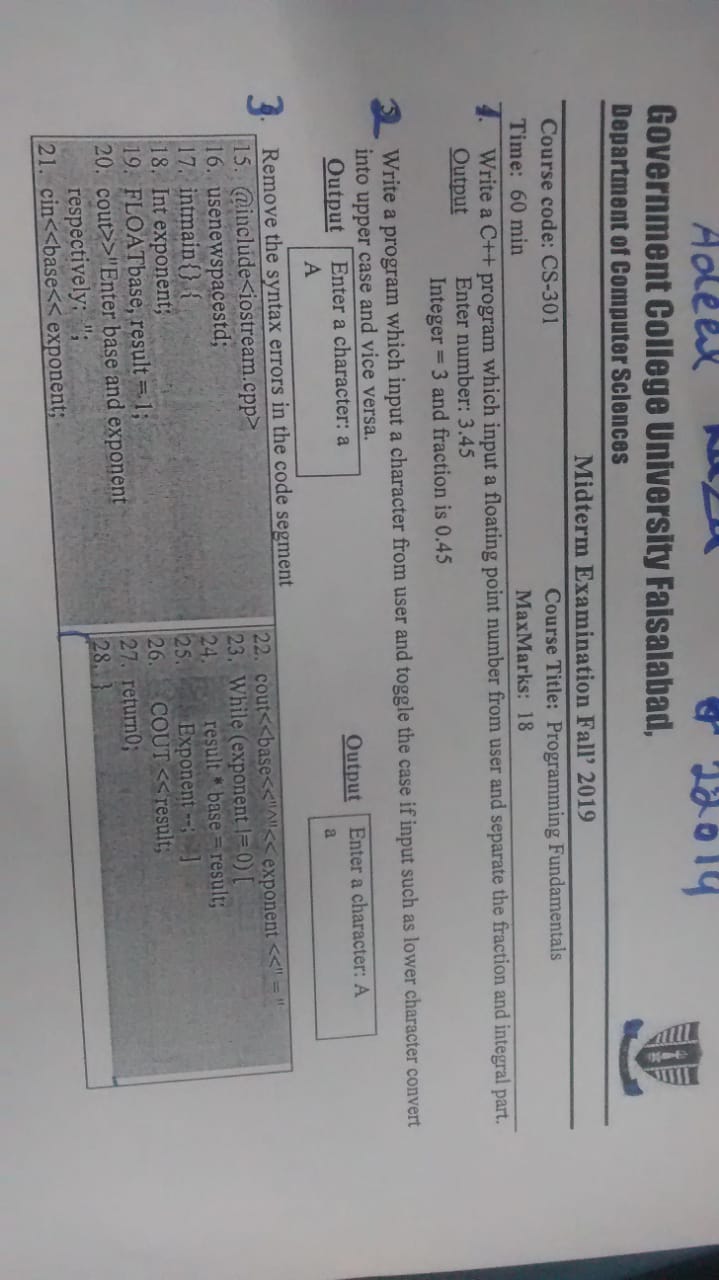 Adeel
Government College University Faisalabad,
Department of Computer Sciences
Midterm Examination Fall' 2019
Course code: CS-301 Course Title: Programming Fundamentals
Time: 60 min MaxMarks: 18
1. Write a C++ program which input a floating point number from user and separate the fraction and integral part.
Output Enter number: 3.45
Integer = 3 and fraction is 0.45
2 Write a program which input a character from user and toggle the case if input such as lower character convert
into upper case and vice versa.
Output Enter a character: a
A
Output Enter a character: A
a
3. Remove the syntax errors in the code segment
15. @include<iostream.cpp>
16. usenewspacestd;
17. intmain{}.{
18. Int exponent;
19. FLOATbase, result = 1;
20. cout>>"Enter base and exponent
respectively: ";
21. cin<<base<< exponent;
22. cout<<base<<"^"<< exponent <<" = "
23. While (exponent != 0) [
24. result * base = result;
25. Exponent --; ]
26. COUT <<result;
27. return0;
28. }